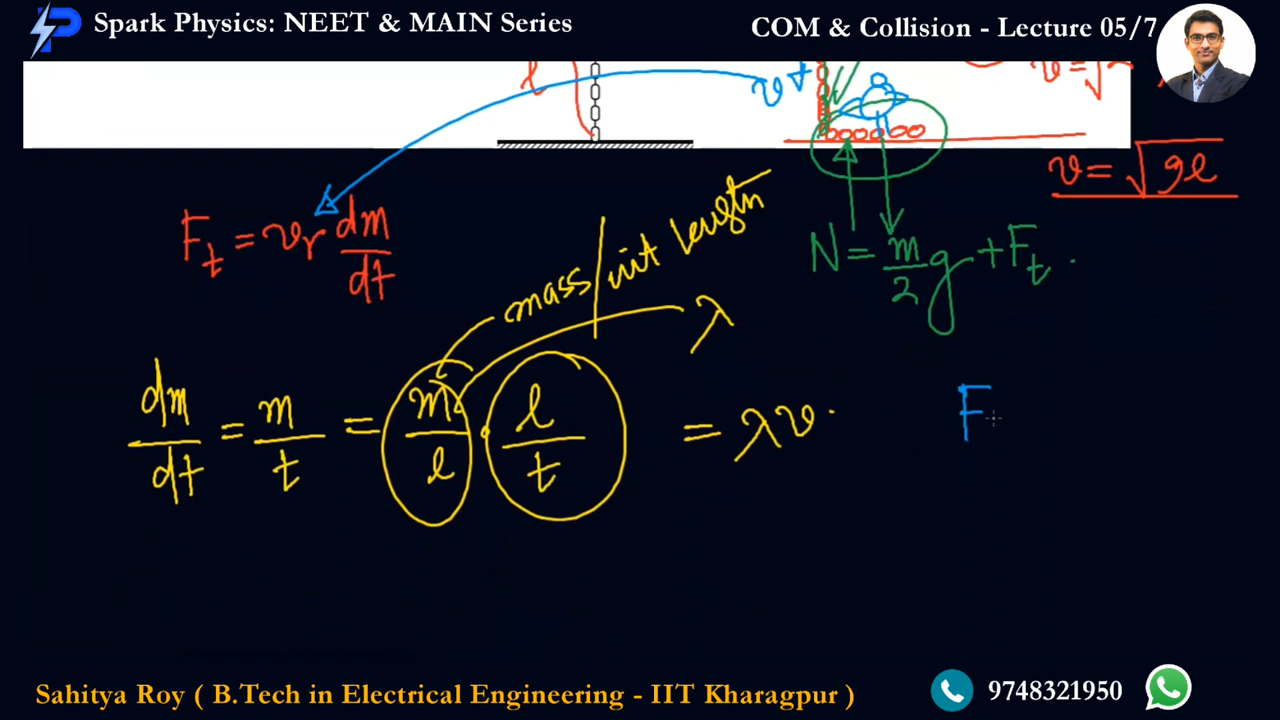 Spark Physics: NEET & MAIN Series
COM & Collision - Lecture 05/7
l
v
v = √
v = √gl
F_t = v_r dm/dt
N = m/2 g + F_t .
mass/unit length
λ
dm/dt = m/t = m/l . l/t = λv .
F
Sahitya Roy ( B.Tech in Electrical Engineering - IIT Kharagpur )
9748321950